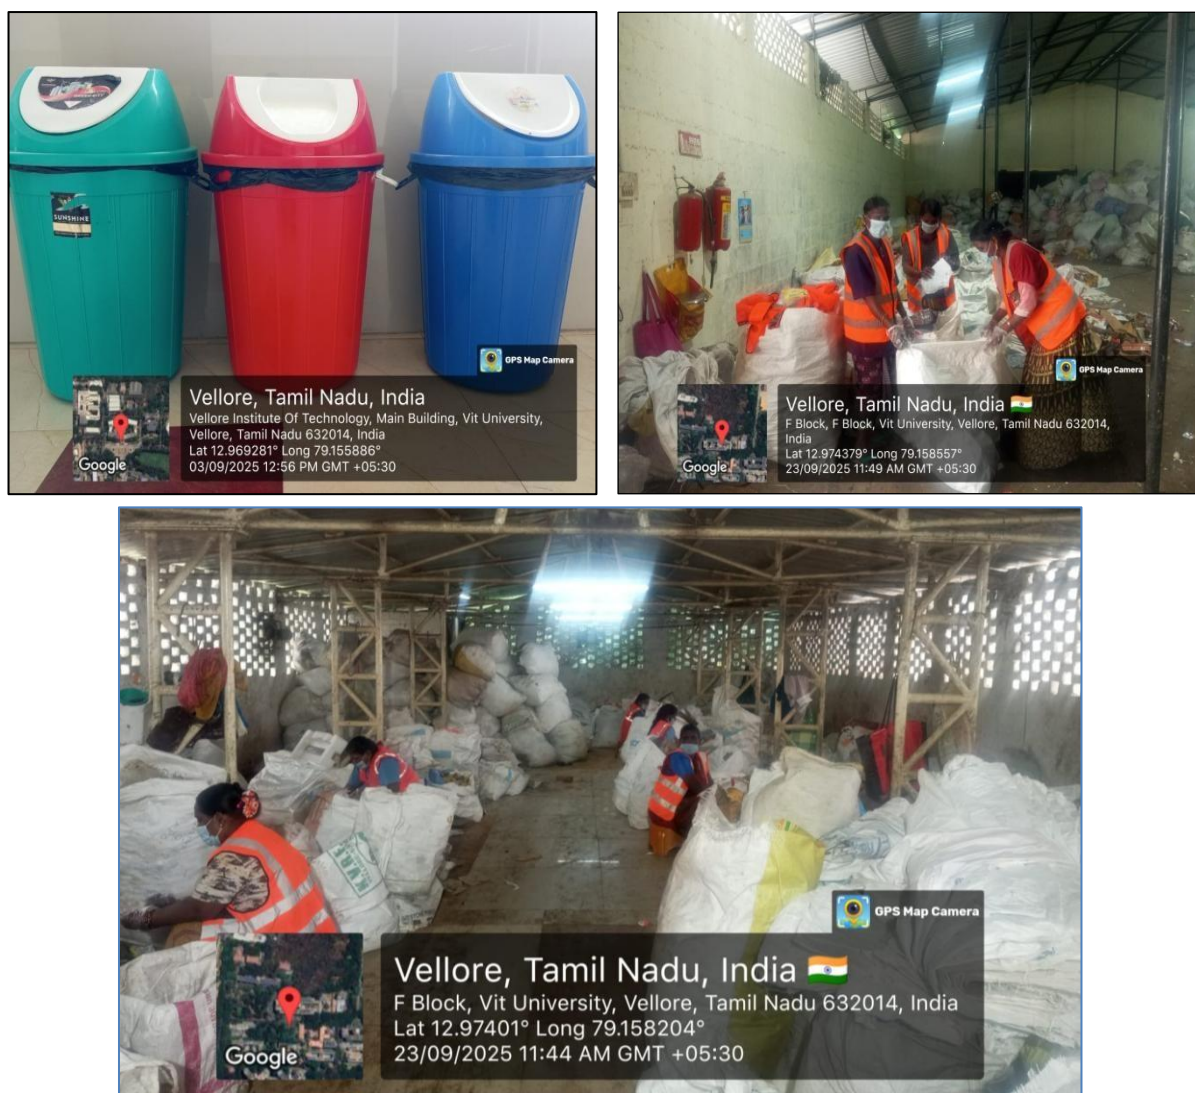 SUNSHINE
GPS Map Camera
Vellore, Tamil Nadu, India
Vellore Institute Of Technology, Main Building, Vit University,
Vellore, Tamil Nadu 632014, India
Lat 12.969281° Long 79.155886°
03/09/2025 12:56 PM GMT +05:30
Google
GPS Map Camera
Vellore, Tamil Nadu, India
F Block, F Block, Vit University, Vellore, Tamil Nadu 632014,
India
Lat 12.974379° Long 79.158557°
23/09/2025 11:49 AM GMT +05:30
Google
GPS Map Camera
Vellore, Tamil Nadu, India
F Block, Vit University, Vellore, Tamil Nadu 632014, India
Lat 12.97401° Long 79.158204°
23/09/2025 11:44 AM GMT +05:30
Google